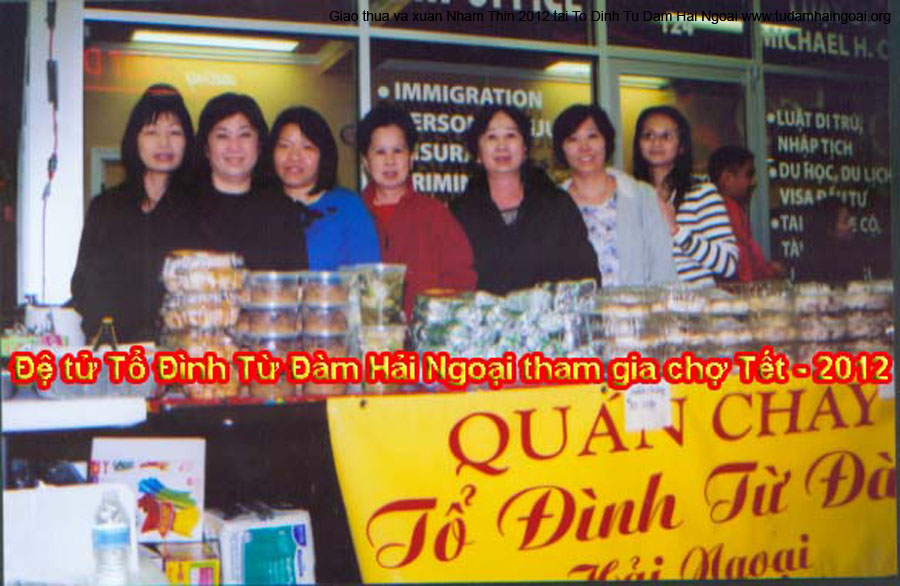 Giao thua va xuan Nham Thin 2012 tai To Dinh Tu Dam Hai Ngoai www.tudamhaingoai.org
OFFICE
124
MICHAEL H.
• IMMIGRATION
• LUẬT DI TRÚ,
NHẬP TỊCH
• DU HỌC, DU LỊCH
VISA
Đệ tử Tổ Đình Từ Đàm Hải Ngoại tham gia chợ Tết - 2012
QUÁN CHAY
Tổ Đình Từ Đà
Hải Ngoại